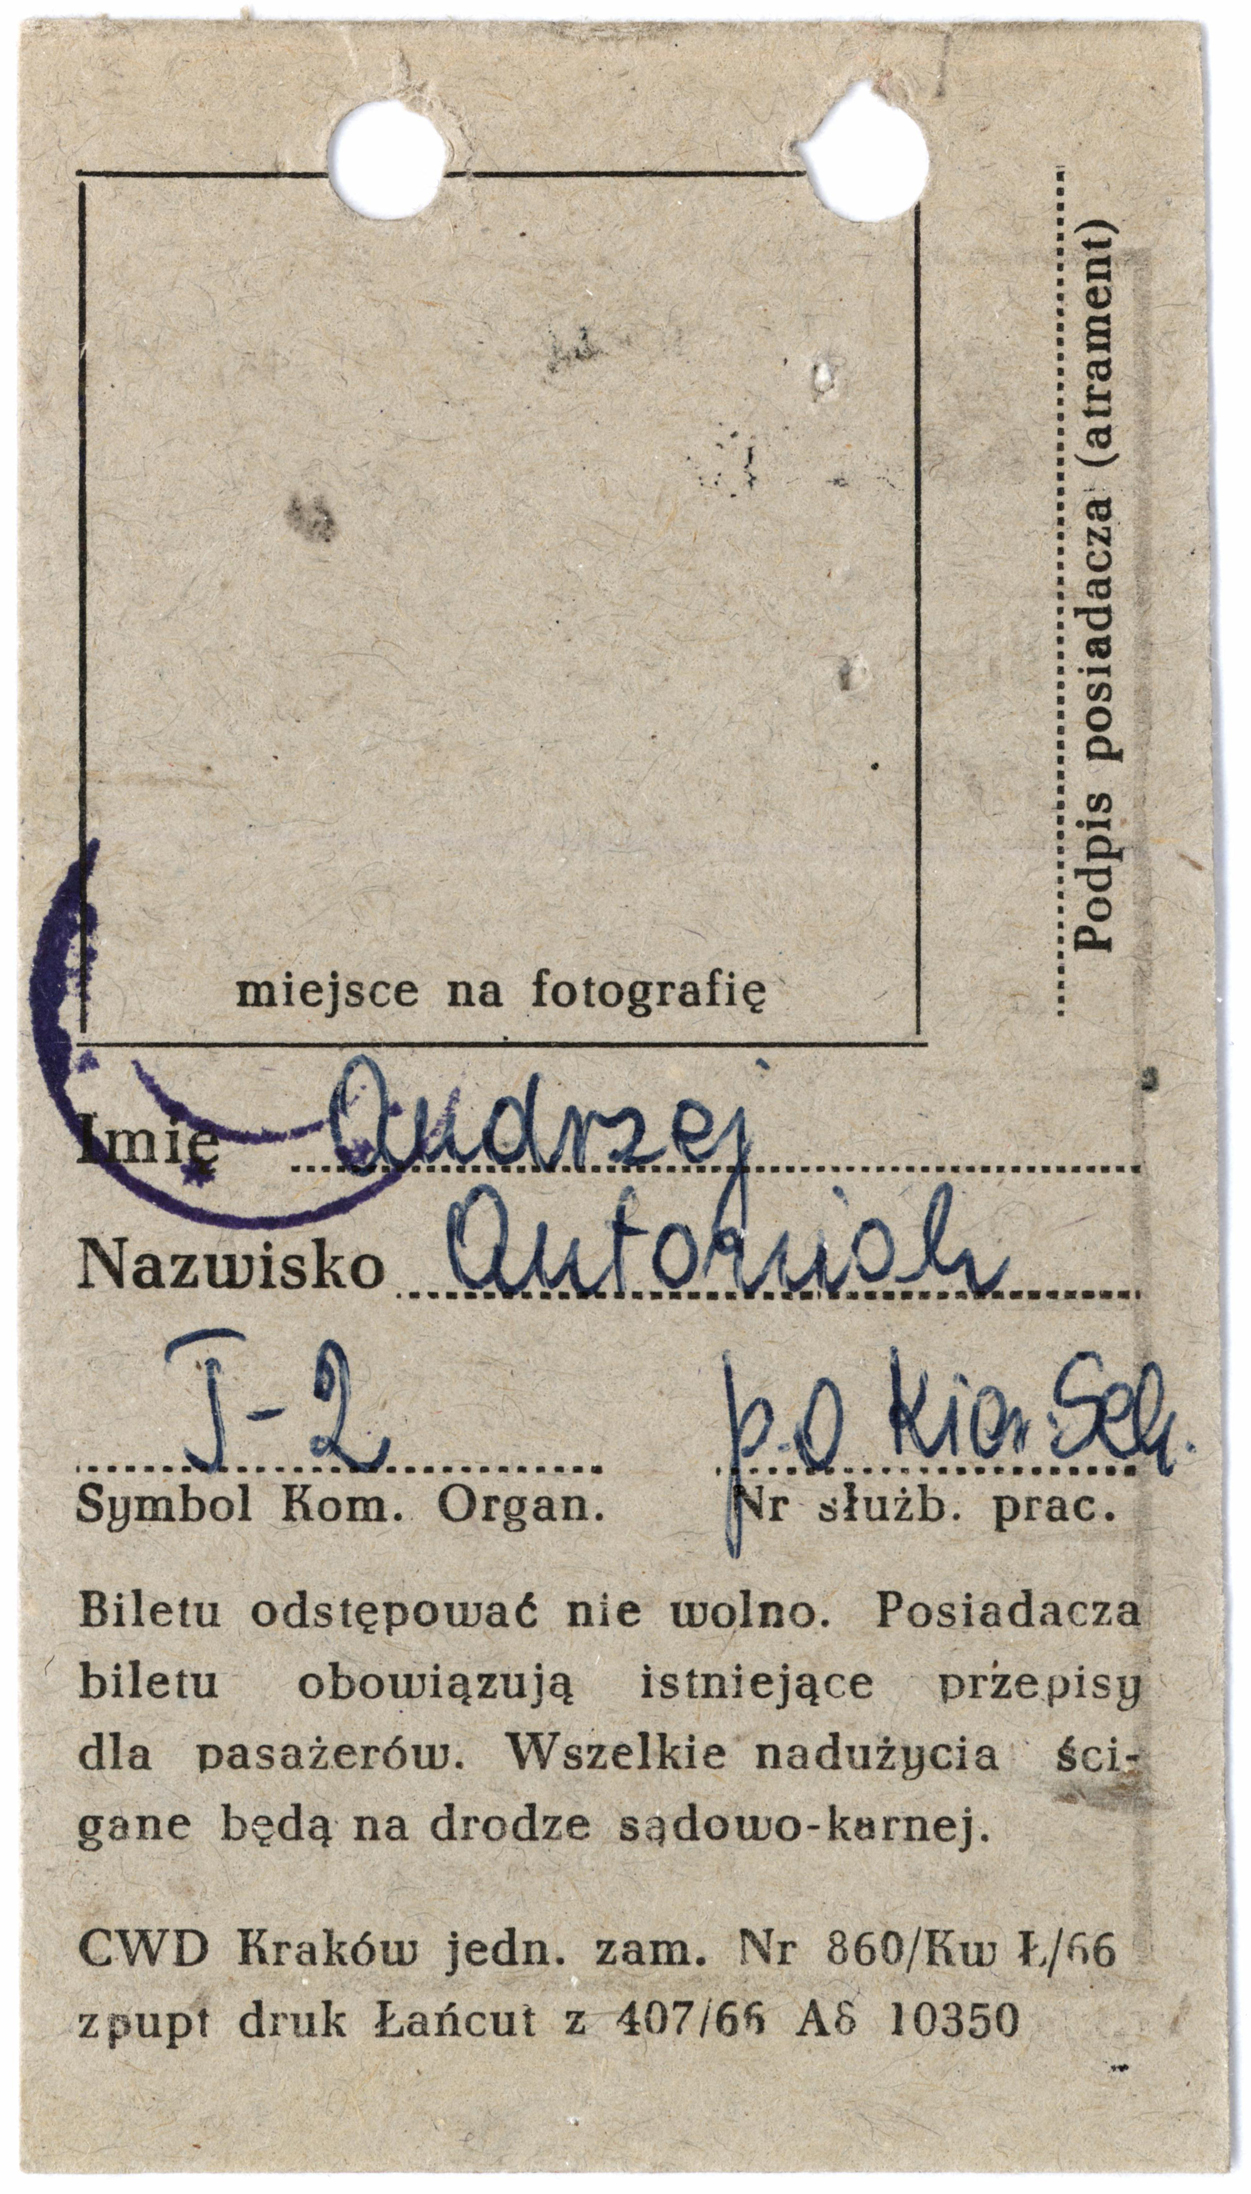 miejsce na fotografię
Podpis posiadacza (atrament)
Imię Andrzej
Nazwisko Antoniak
T-2 p.o Kier. Sek.
Symbol Kom. Organ. Nr służb. prac.
Biletu odstępować nie wolno. Posiadacza
biletu obowiązują istniejące przepisy
dla pasażerów. Wszelkie nadużycia ści-
gane będą na drodze sądowo-karnej.
CWD Kraków jedn. zam. Nr 860/Kw Ł/66
zpupt druk Łańcut z 407/66 A8 10350